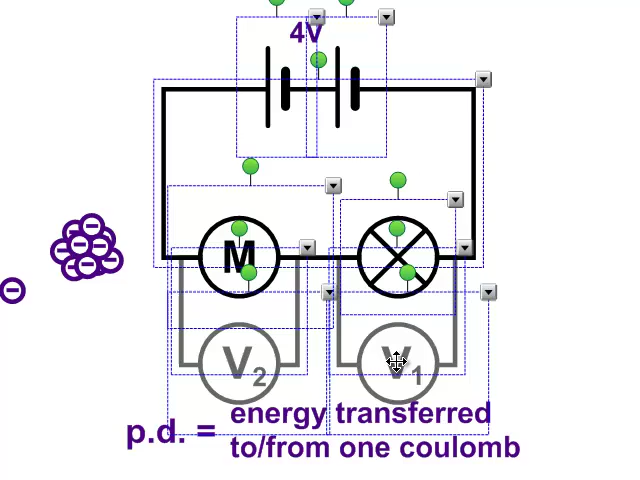 4V
M
V₂
V₁
p.d. = energy transferred
to/from one coulomb